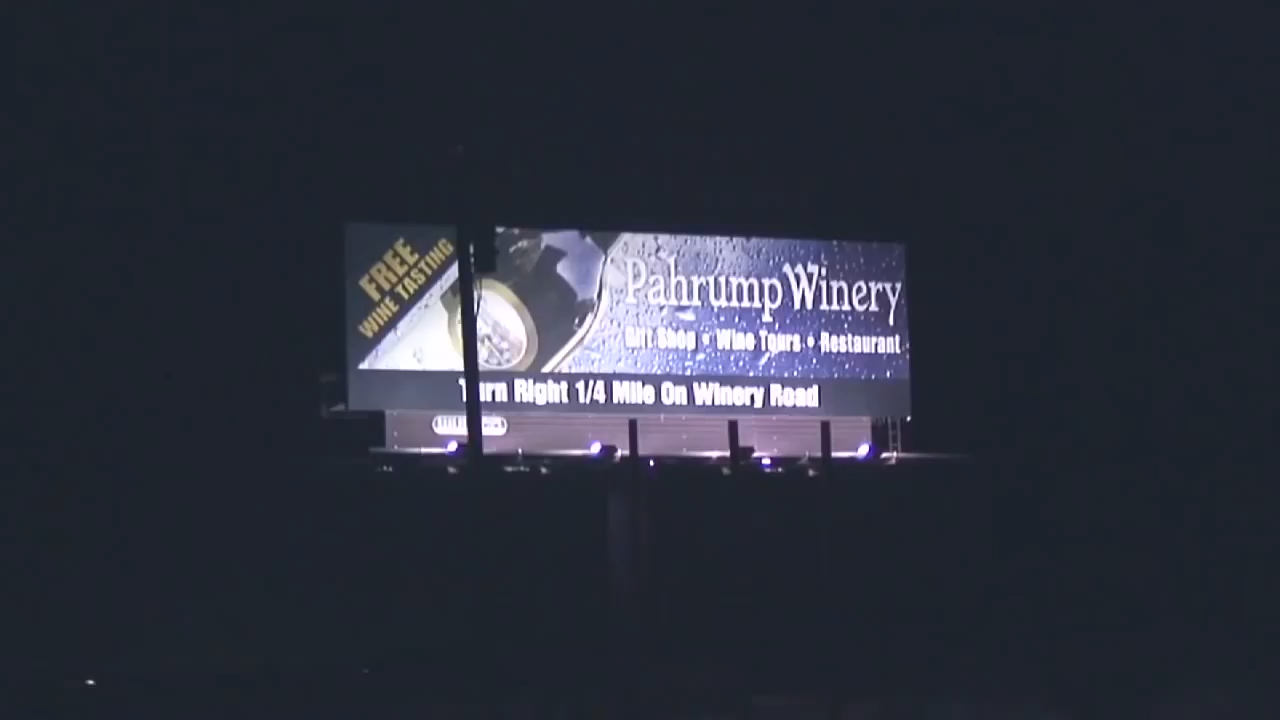 FREE
WINE TASTING
Pahrump Winery
Gift Shop • Wine Tours • Restaurant
Turn Right 1/4 Mile On Winery Road